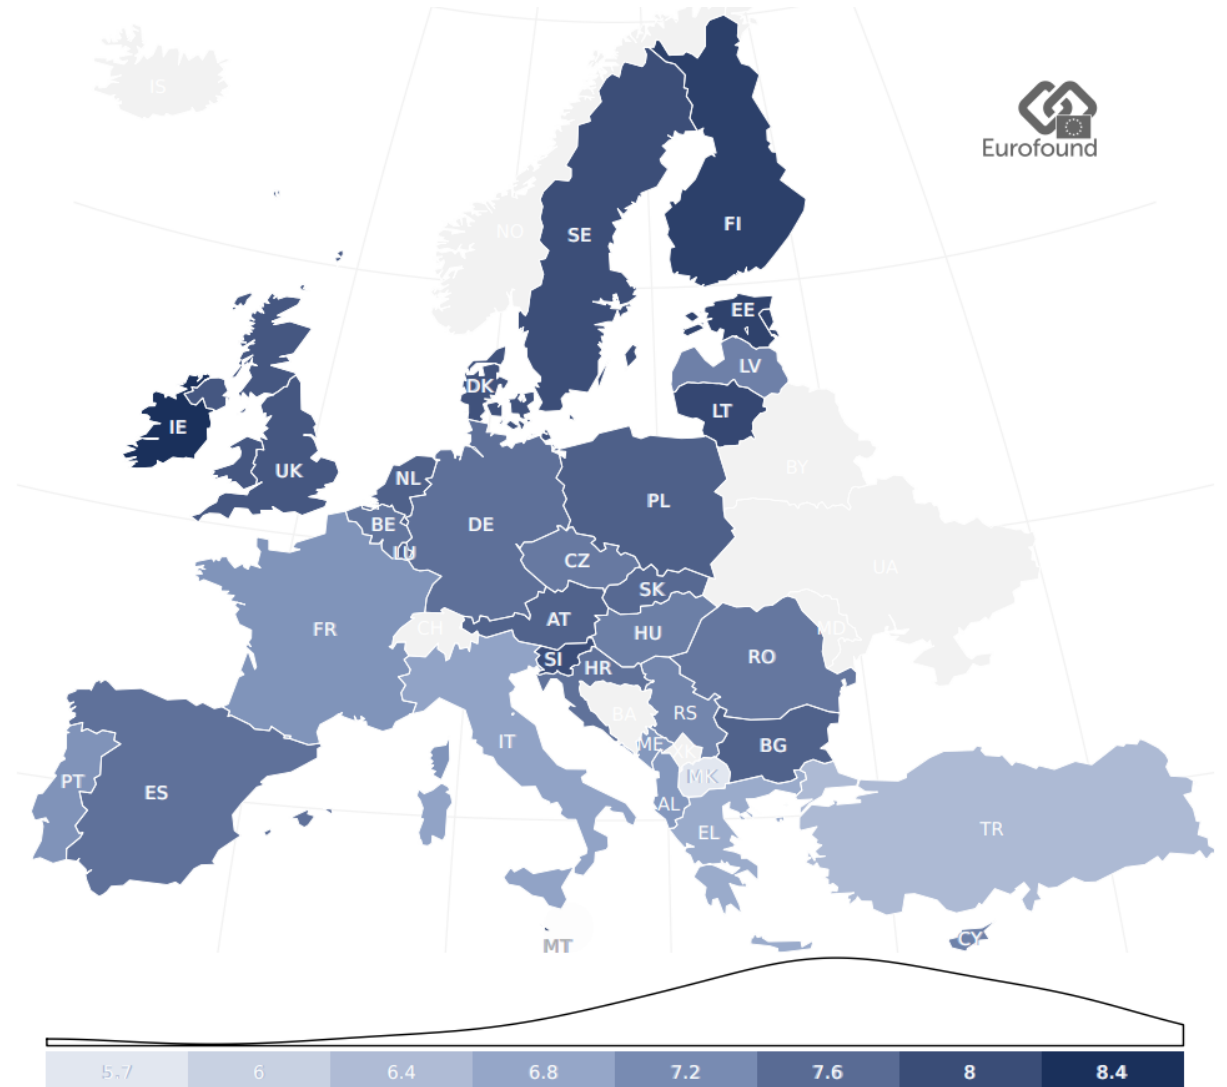 IS
Eurofound
NO
SE
FI
EE
LV
DK
LT
IE
UK
BY
NL
PL
BE
DE
LU
CZ
UA
SK
AT
FR
CH
HU
MD
RO
SI
HR
BA
RS
IT
ME
XK
BG
PT
MK
ES
AL
EL
TR
CY
MT
5.7 6 6.4 6.8 7.2 7.6 8 8.4